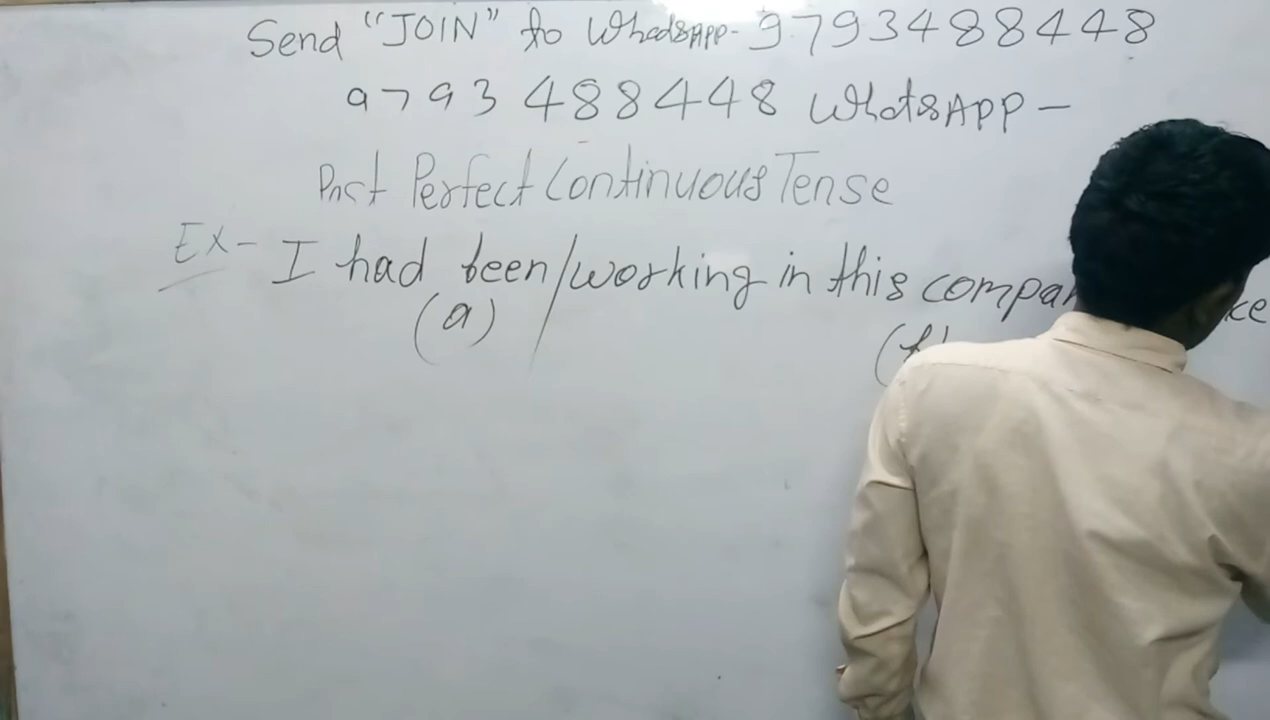 Send "JOIN" to WhatsApp- 9793488448
9793 488448 WhatsApp -
Past Perfect Continuous Tense
Ex- I had been/working in this
(a)